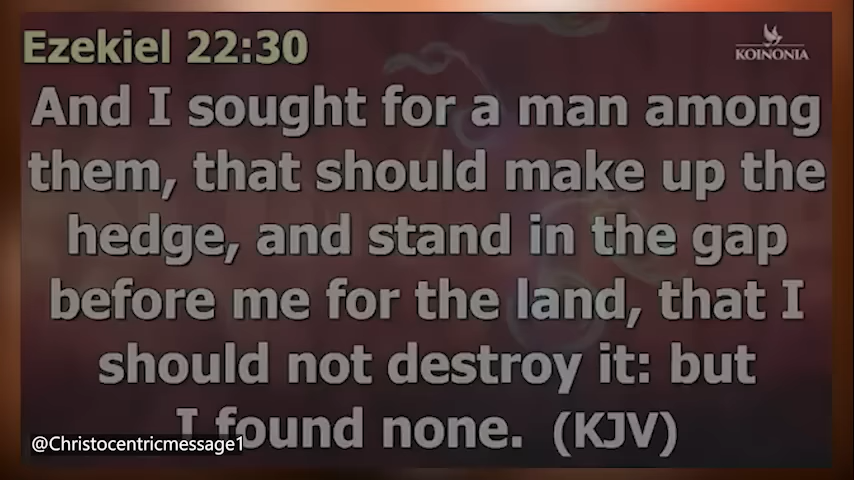 Ezekiel 22:30
KOINONIA
And I sought for a man among
them, that should make up the
hedge, and stand in the gap
before me for the land, that I
should not destroy it: but
I found none. (KJV)
@Christocentricmessage1